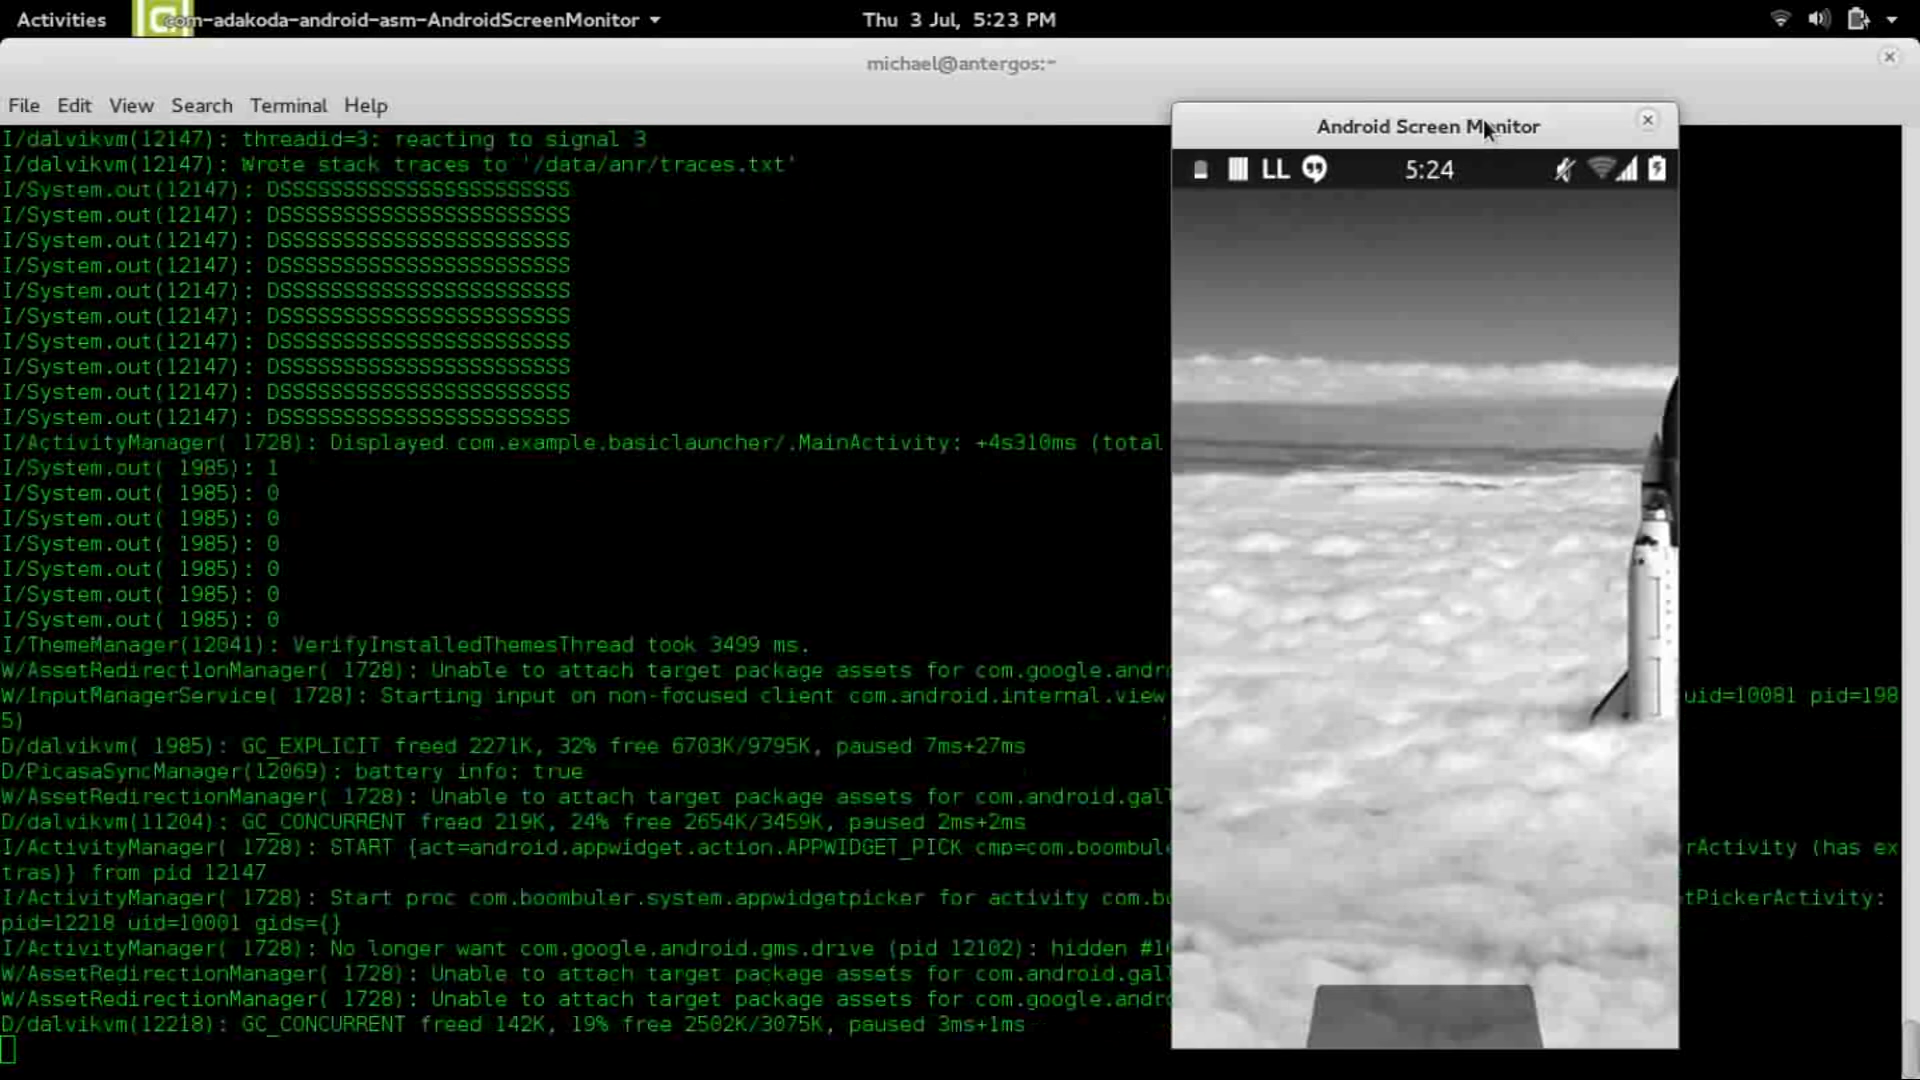 Activities com-adakoda-android-asm-AndroidScreenMonitor Thu 3 Jul, 5:23 PM
michael@antergos:~
File Edit View Search Terminal Help
Android Screen Monitor
LL 5:24
I/dalvikvm(12147): threadid=3: reacting to signal 3
I/dalvikvm(12147): Wrote stack traces to '/data/anr/traces.txt'
I/System.out(12147): DSSSSSSSSSSSSSSSSSSSSSSS
I/System.out(12147): DSSSSSSSSSSSSSSSSSSSSSSS
I/System.out(12147): DSSSSSSSSSSSSSSSSSSSSSSS
I/System.out(12147): DSSSSSSSSSSSSSSSSSSSSSSS
I/System.out(12147): DSSSSSSSSSSSSSSSSSSSSSSS
I/System.out(12147): DSSSSSSSSSSSSSSSSSSSSSSS
I/System.out(12147): DSSSSSSSSSSSSSSSSSSSSSSS
I/System.out(12147): DSSSSSSSSSSSSSSSSSSSSSSS
I/System.out(12147): DSSSSSSSSSSSSSSSSSSSSSSS
I/System.out(12147): DSSSSSSSSSSSSSSSSSSSSSSS
I/ActivityManager( 1728): Displayed com.example.basiclauncher/.MainActivity: +4s310ms (total
I/System.out( 1985): 1
I/System.out( 1985): 0
I/System.out( 1985): 0
I/System.out( 1985): 0
I/System.out( 1985): 0
I/System.out( 1985): 0
I/System.out( 1985): 0
I/ThemeManager(12041): VerifyInstalledThemesThread took 3499 ms.
W/AssetRedirectionManager( 1728): Unable to attach target package assets for com.google.andr
W/InputManagerService( 1728): Starting input on non-focused client com.android.internal.view uid=10081 pid=198
5)
D/dalvikvm( 1985): GC_EXPLICIT freed 2271K, 32% free 6703K/9795K, paused 7ms+27ms
D/PicasaSyncManager(12069): battery info: true
W/AssetRedirectionManager( 1728): Unable to attach target package assets for com.android.gal
D/dalvikvm(11204): GC_CONCURRENT freed 219K, 24% free 2654K/3459K, paused 2ms+2ms
I/ActivityManager( 1728): START {act=android.appwidget.action.APPWIDGET_PICK cmp=com.boombule rActivity (has ex
tras)} from pid 12147
I/ActivityManager( 1728): Start proc com.boombuler.system.appwidgetpicker for activity com.bo tPickerActivity:
pid=12218 uid=10001 gids={}
I/ActivityManager( 1728): No longer want com.google.android.gms.drive (pid 12102): hidden #1
W/AssetRedirectionManager( 1728): Unable to attach target package assets for com.android.gal
W/AssetRedirectionManager( 1728): Unable to attach target package assets for com.google.andr
D/dalvikvm(12218): GC_CONCURRENT freed 142K, 19% free 2502K/3075K, paused 3ms+1ms